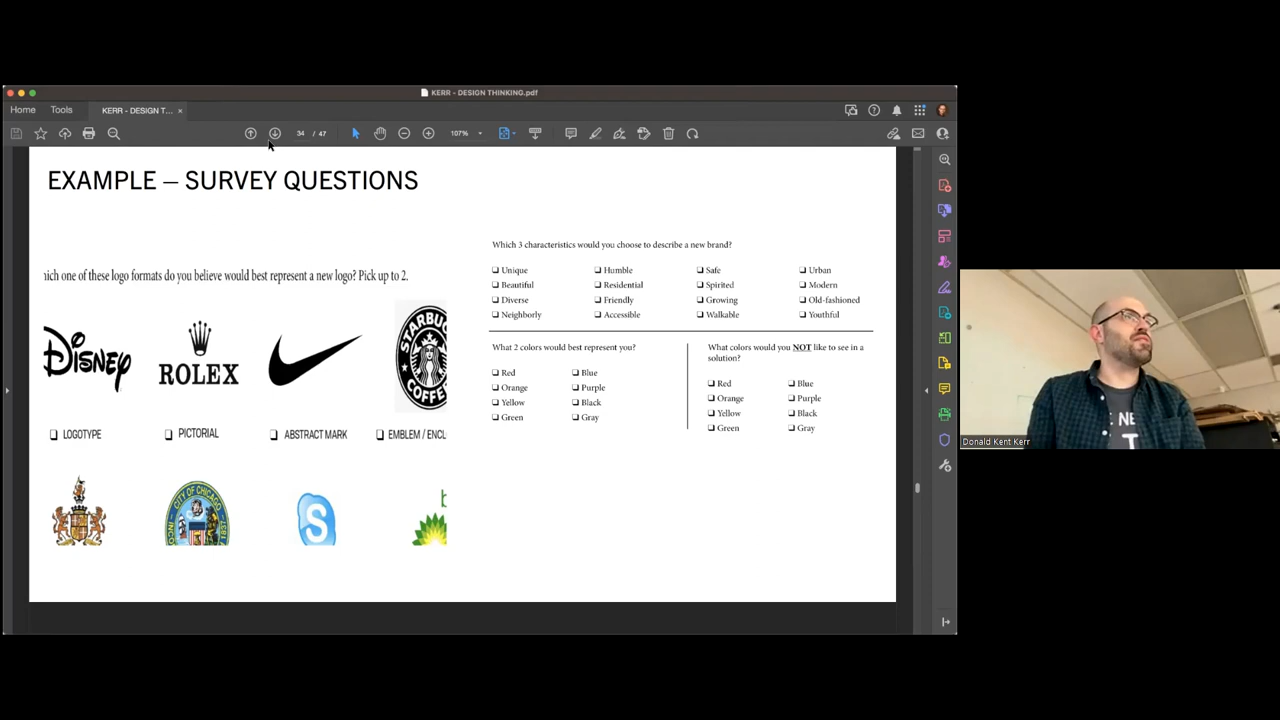 KERR - DESIGN THINKING.pdf
Home
Tools
KERR - DESIGN T... ×
34 / 47
107%
EXAMPLE – SURVEY QUESTIONS
ich one of these logo formats do you believe would best represent a new logo? Pick up to 2.
Disney
ROLEX
STARBUC
COFFE
LOGOTYPE
PICTORIAL
ABSTRACT MARK
EMBLEM / ENCL
CITY OF CHICAGO
S
b
Which 3 characteristics would you choose to describe a new brand?
Unique Humble Safe Urban
Beautiful Residential Spirited Modern
Diverse Friendly Growing Old-fashioned
Neighborly Accessible Walkable Youthful
What 2 colors would best represent you?
Red Blue
Orange Purple
Yellow Black
Green Gray
What colors would you NOT like to see in a
solution?
Red Blue
Orange Purple
Yellow Black
Green Gray
Donald Kent Kerr